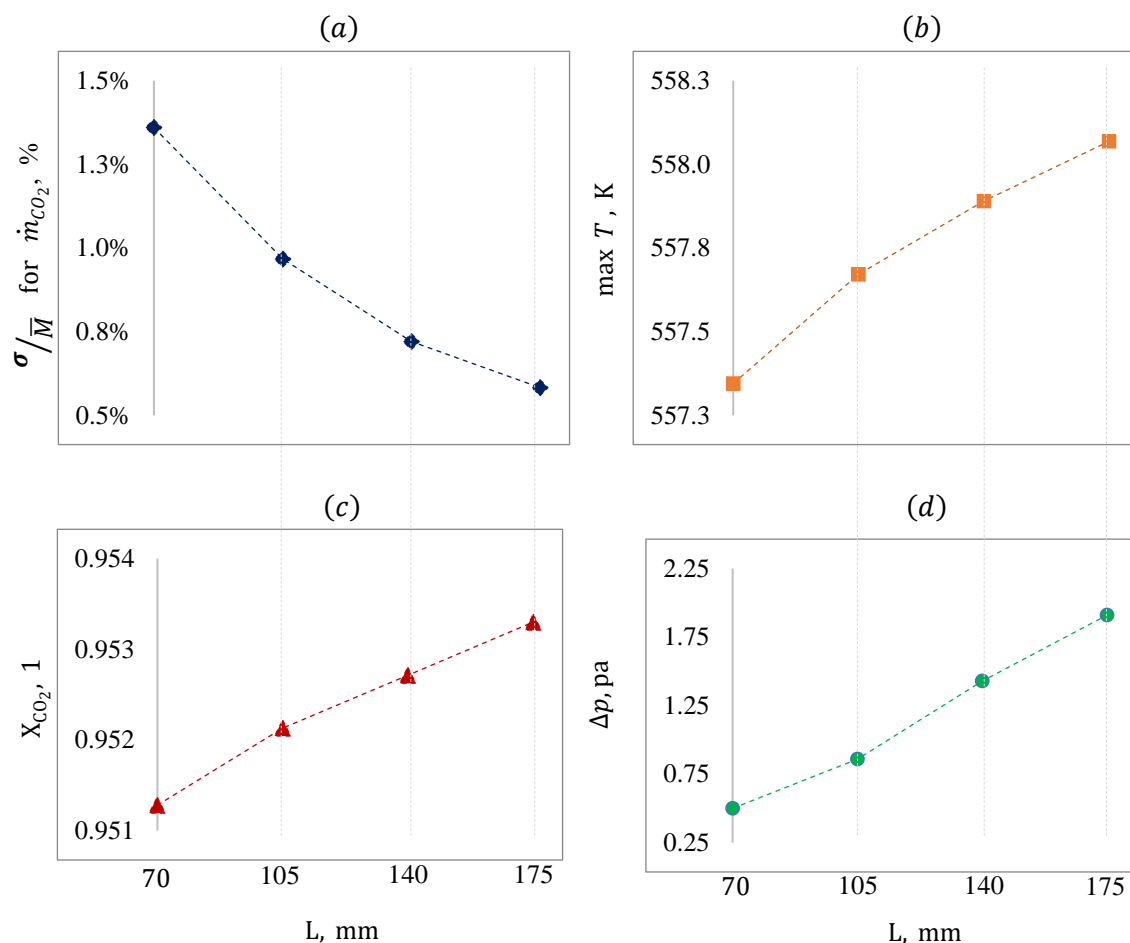 (a)
1.5%
1.3%
1.0%
0.8%
0.5%
σ/M̅ for ṁCO₂, %
(b)
558.3
558.0
557.8
557.5
557.3
max T , K
(c)
0.954
0.953
0.952
0.951
XCO₂, 1
70 105 140 175
L, mm
(d)
2.25
1.75
1.25
0.75
0.25
Δp, pa
70 105 140 175
L, mm